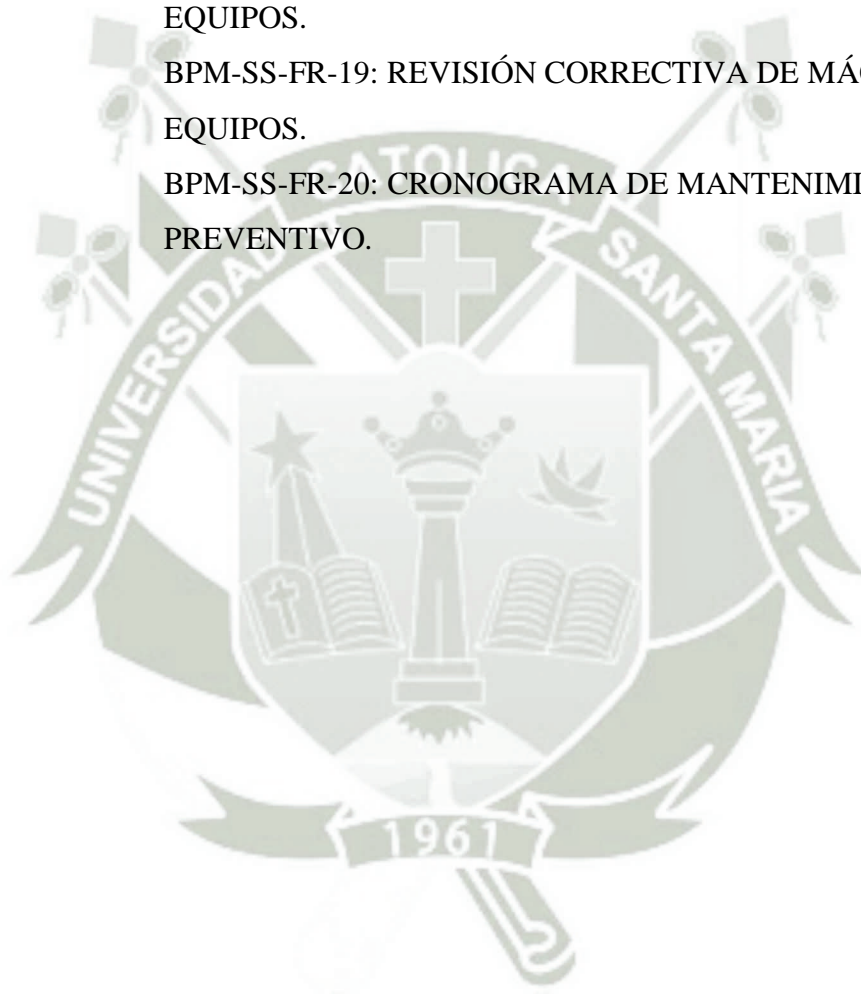 EQUIPOS.
BPM-SS-FR-19: REVISIÓN CORRECTIVA DE
EQUIPOS.
BPM-SS-FR-20: CRONOGRAMA DE
PREVENTIVO.
UNIVERSIDAD CATOLICA SANTA MARIA
1961